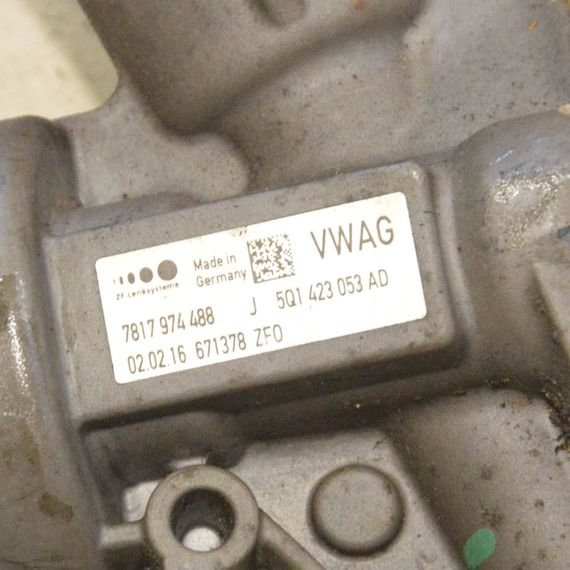 Made in
Germany
VWAG
ZF Lenksysteme
7817 974 488 J 5Q1 423 053 AD
02.02.16 671378 ZFO